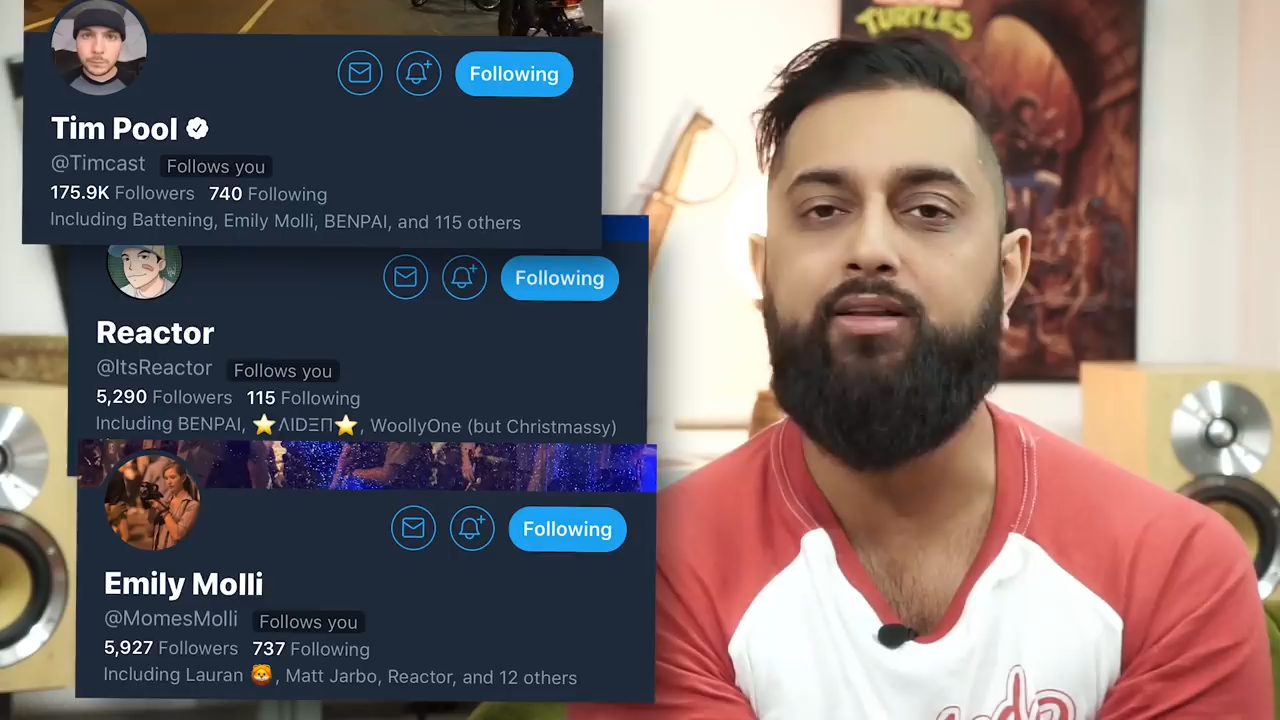 TURTLES
Following
Tim Pool
@Timcast Follows you
175.9K Followers 740 Following
Including Battening, Emily Molli, BENPAI, and 115 others
Following
Reactor
@ItsReactor Follows you
5,290 Followers 115 Following
Including BENPAI, ⭐ΛIDΞΠ⭐, WoollyOne (but Christmassy)
Following
Emily Molli
@MomesMolli Follows you
5,927 Followers 737 Following
Including Lauran 🦁, Matt Jarbo, Reactor, and 12 others